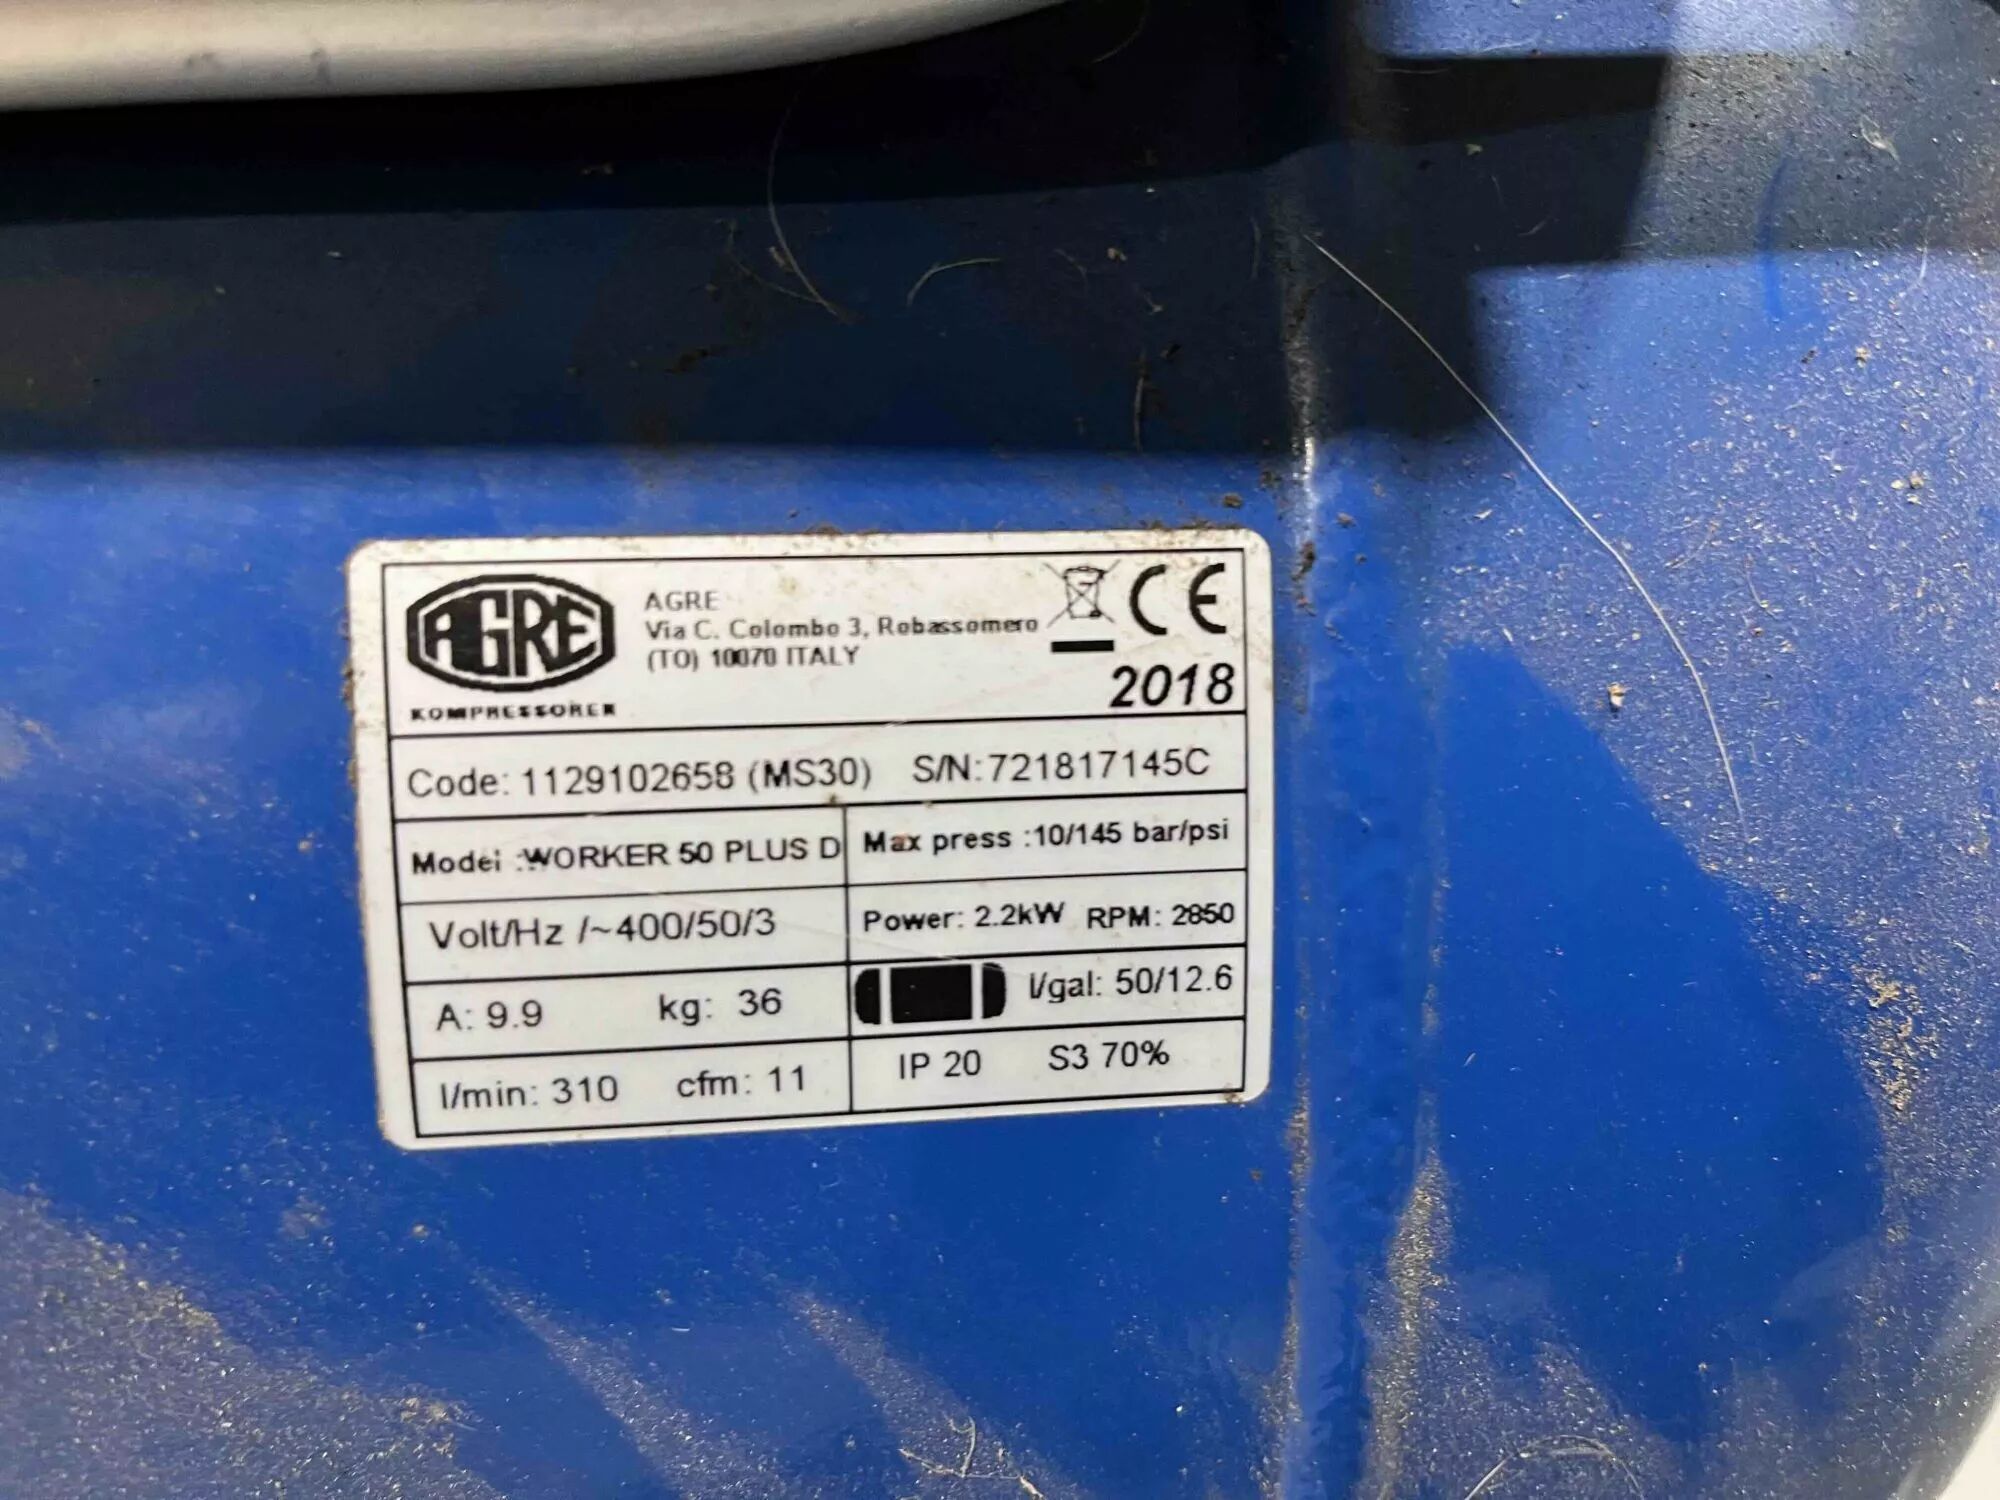 AGRE
KOMPRESSOREN
AGRE
Via C. Colombo 3, Robassomero
(TO) 10070 ITALY
CE
2018
Code: 1129102658 (MS30) S/N:721817145C
Model :WORKER 50 PLUS D
Max press :10/145 bar/psi
Volt/Hz /~400/50/3
Power: 2.2kW RPM: 2850
A: 9.9 kg: 36
l/gal: 50/12.6
l/min: 310 cfm: 11
IP 20 S3 70%